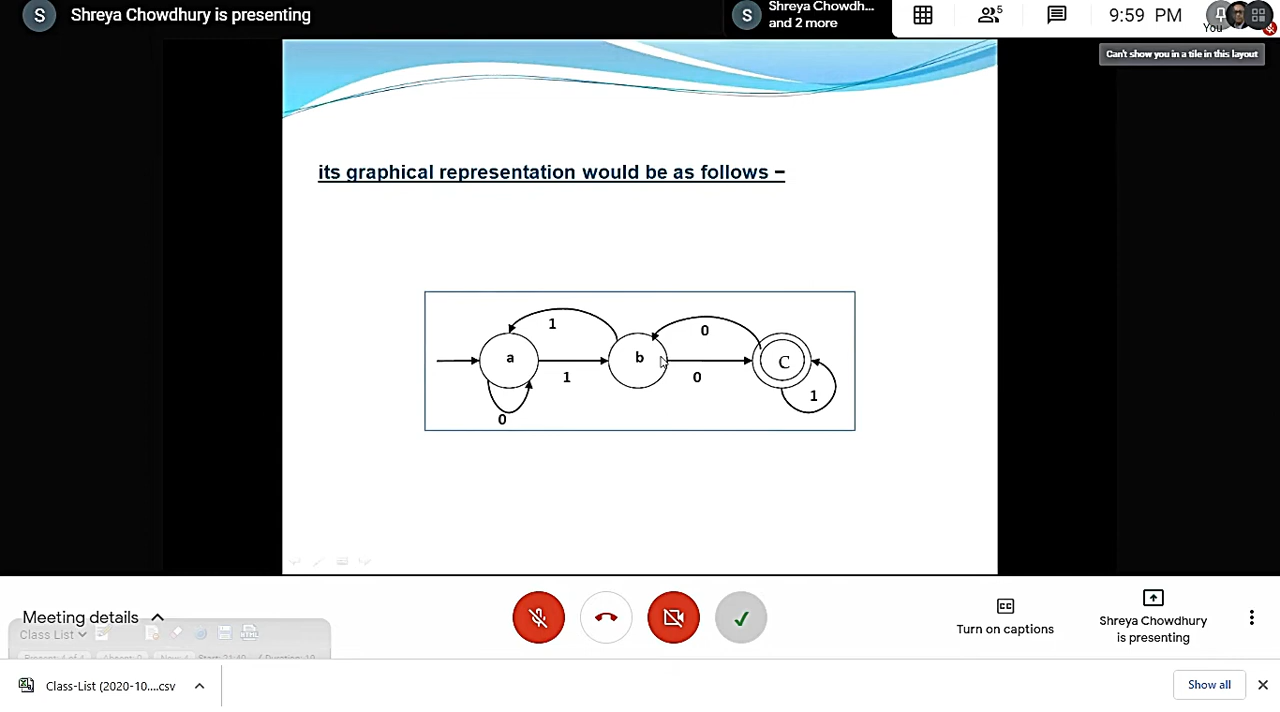 S
Shreya Chowdhury is presenting
S
Shreya Chowdh...
and 2 more
5
9:59 PM
You
Can't show you in a tile in this layout
its graphical representation would be as follows –
1
0
a
b
C
1
0
0
1
Meeting details
Class List
HTML
CC
Turn on captions
Shreya Chowdhury
is presenting
Class-List (2020-10....csv
Show all